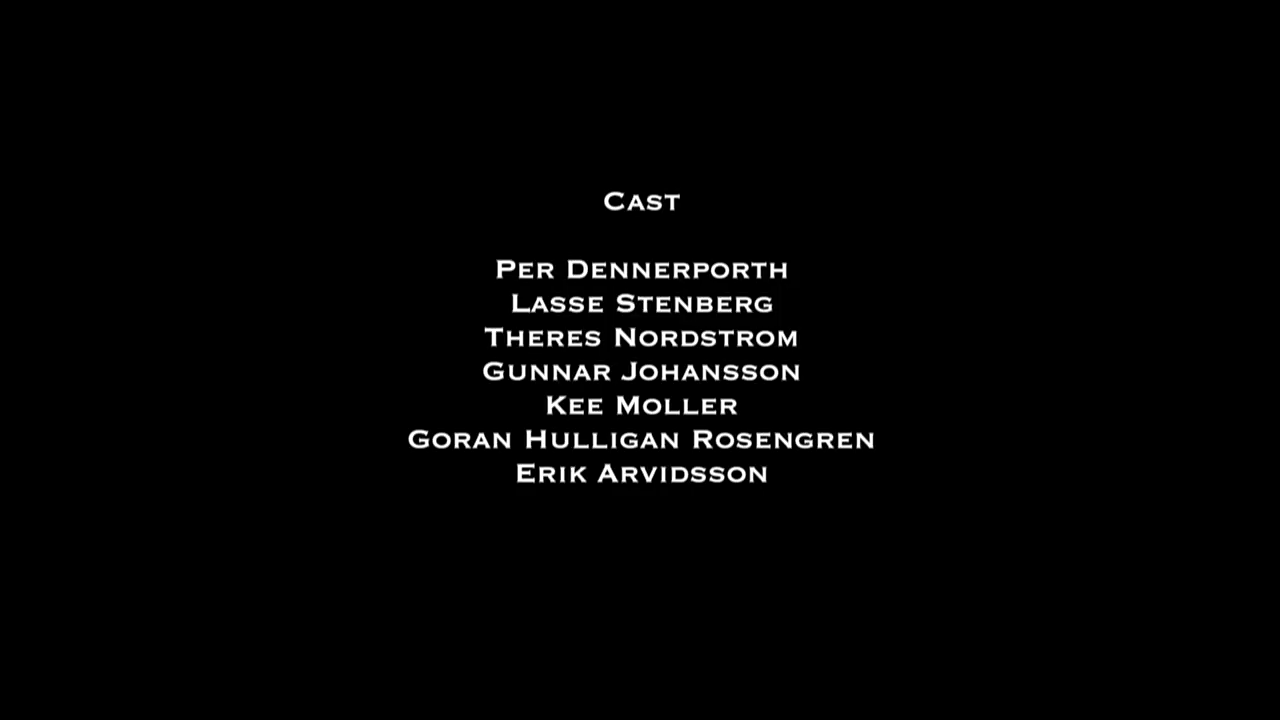 Cast
Per Dennerporth
Lasse Stenberg
Theres Nordstrom
Gunnar Johansson
Kee Moller
Goran Hulligan Rosengren
Erik Arvidsson